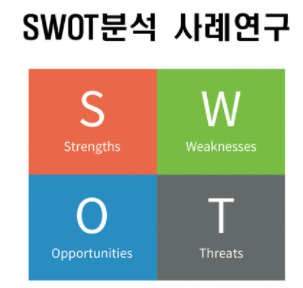 SWOT분석 사례연구
S W
Strengths Weaknesses
O T
Opportunities Threats